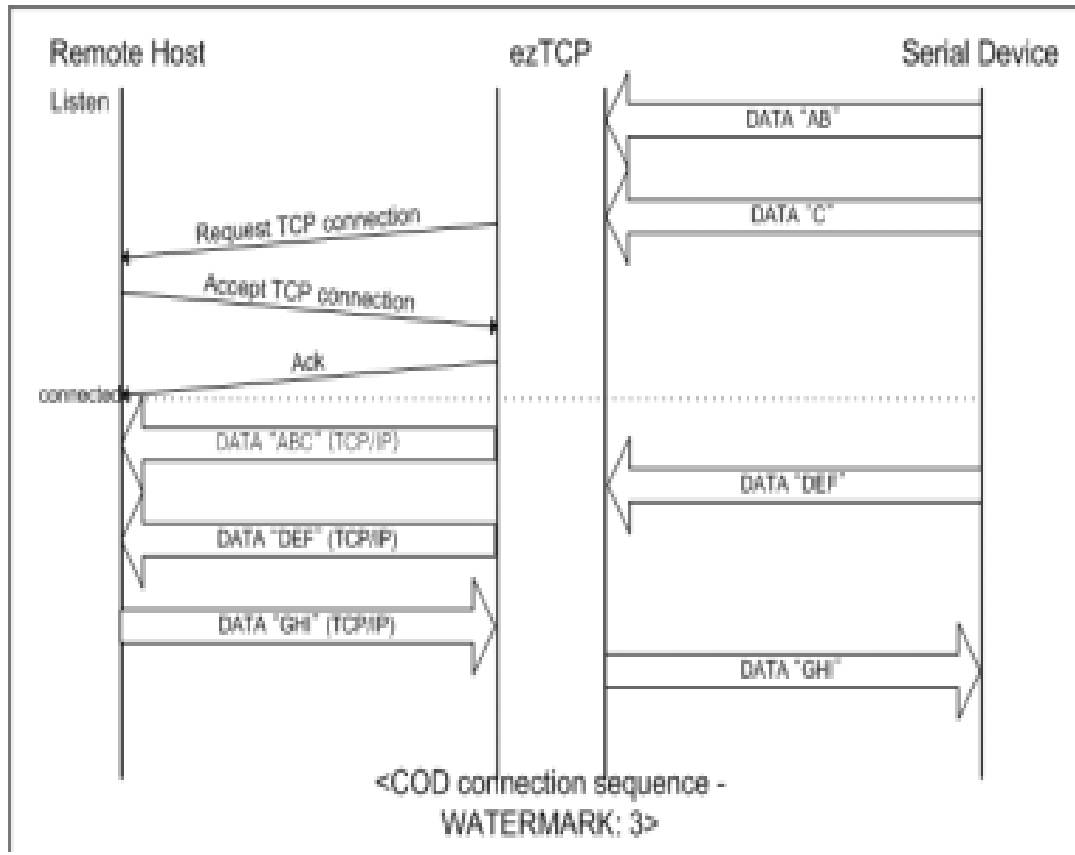 Remote Host
ezTCP
Serial Device
Listen
DATA "AB"
DATA "C"
Request TCP connection
Accept TCP connection
Ack
connected
DATA "ABC" (TCP/IP)
DATA "DEF"
DATA "DEF" (TCP/IP)
DATA "GHI" (TCP/IP)
DATA "GHI"
<COD connection sequence -
WATERMARK: 3>